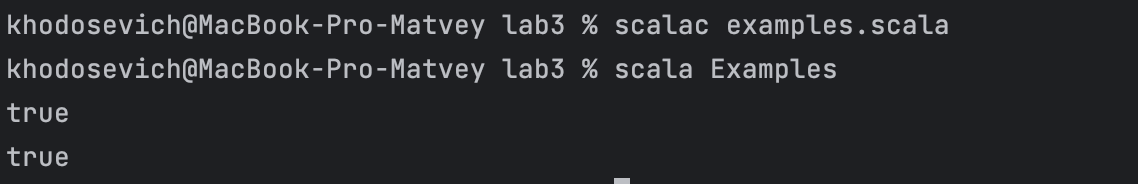 khodosevich@MacBook-Pro-Matvey lab3 % scalac examples.scala
khodosevich@MacBook-Pro-Matvey lab3 % scala Examples
true
true